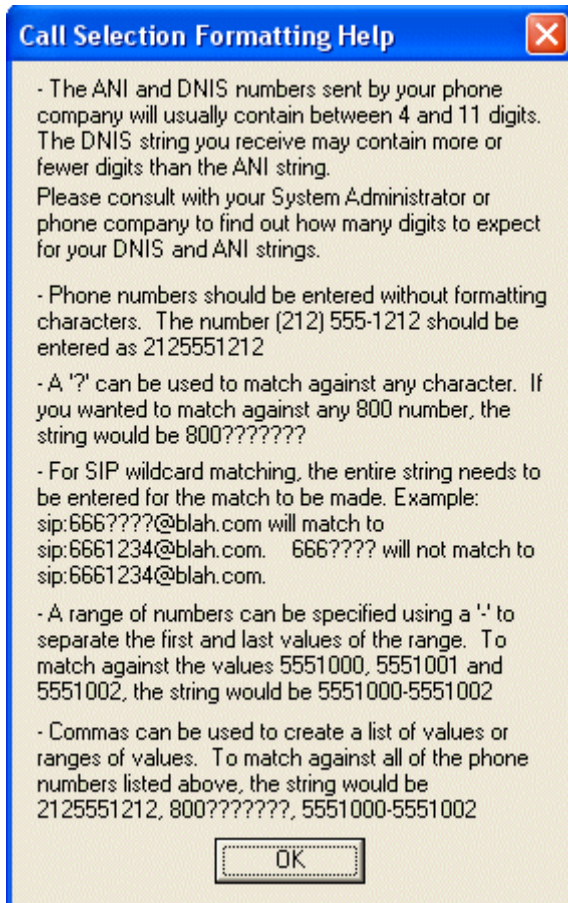 Call Selection Formatting Help
- The ANI and DNIS numbers sent by your phone
company will usually contain between 4 and 11 digits.
The DNIS string you receive may contain more or
fewer digits than the ANI string.
Please consult with your System Administrator or
phone company to find out how many digits to expect
for your DNIS and ANI strings.
- Phone numbers should be entered without formatting
characters.  The number (212) 555-1212 should be
entered as 2125551212
- A '?' can be used to match against any character.  If
you wanted to match against any 800 number, the
string would be 800???????
- For SIP wildcard matching, the entire string needs to
be entered for the match to be made. Example:
sip:666????@blah.com will match to
sip:6661234@blah.com.    666???? will not match to
sip:6661234@blah.com.
- A range of numbers can be specified using a '-' to
separate the first and last values of the range.  To
match against the values 5551000, 5551001 and
5551002, the string would be 5551000-5551002
- Commas can be used to create a list of values or
ranges of values.  To match against all of the phone
numbers listed above, the string would be
2125551212, 800???????, 5551000-5551002
OK